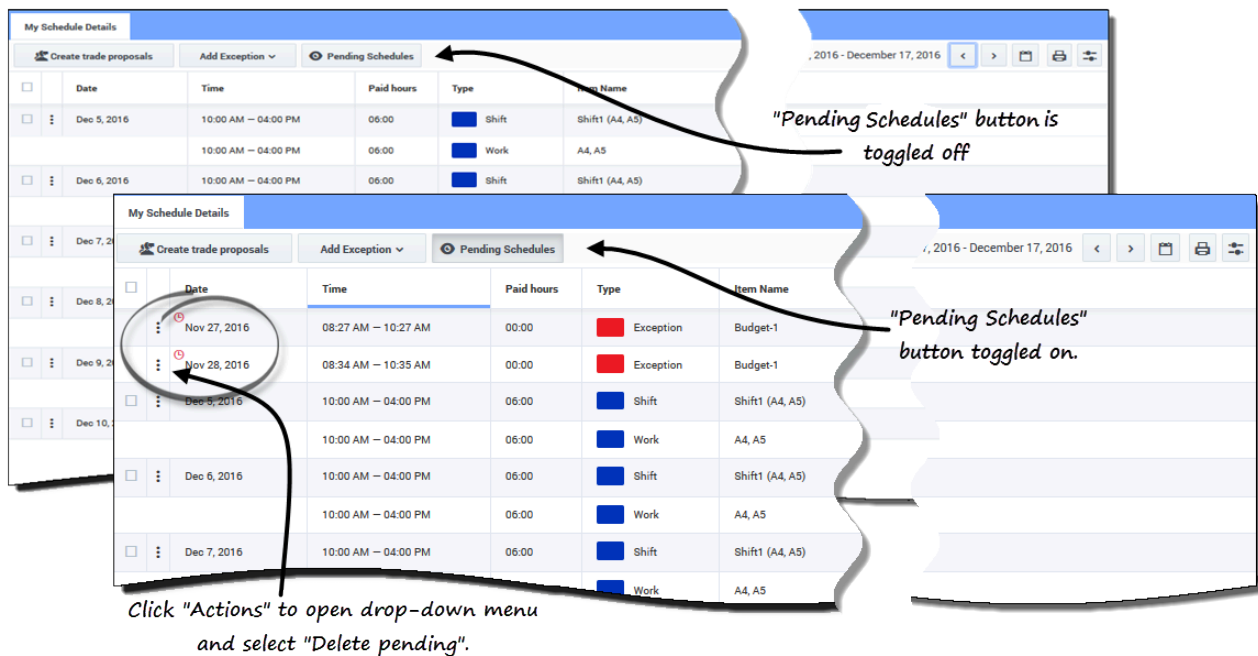 My Schedule Details
Create trade proposals Add Exception Pending Schedules , 2016 - December 17, 2016
Date Time Paid hours Type Item Name
Dec 5, 2016 10:00 AM — 04:00 PM 06:00 Shift Shift1 (A4, A5)
10:00 AM — 04:00 PM 06:00 Work A4, A5
Dec 6, 2016 10:00 AM — 04:00 PM 06:00 Shift Shift1 (A4, A5)
Dec 7, 2
Dec 8, 20
Dec 9, 2
Dec 10,
"Pending Schedules" button is
toggled off
My Schedule Details
Create trade proposals Add Exception Pending Schedules , 2016 - December 17, 2016
Date Time Paid hours Type Item Name
Nov 27, 2016 08:27 AM — 10:27 AM 00:00 Exception Budget-1
Nov 28, 2016 08:34 AM — 10:35 AM 00:00 Exception Budget-1
Dec 5, 2016 10:00 AM — 04:00 PM 06:00 Shift Shift1 (A4, A5)
10:00 AM — 04:00 PM 06:00 Work A4, A5
Dec 6, 2016 10:00 AM — 04:00 PM 06:00 Shift Shift1 (A4, A5)
10:00 AM — 04:00 PM 06:00 Work A4, A5
Dec 7, 2016 10:00 AM — 04:00 PM 06:00 Shift Shift1 (A4, A5)
Work A4, A5
"Pending Schedules"
button toggled on.
Click "Actions" to open drop-down menu
and select "Delete pending".